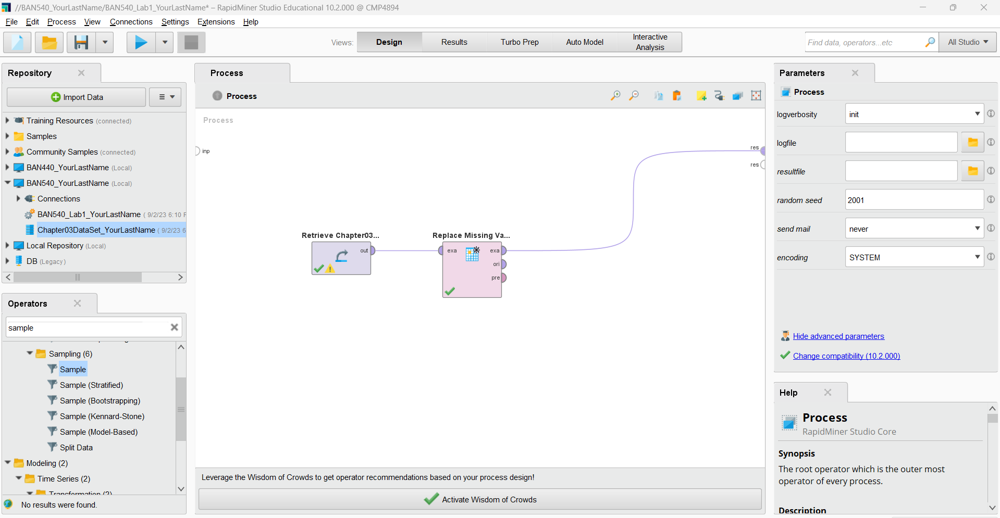 //BAN540_YourLastName/BAN540_Lab1_YourLastName* – RapidMiner Studio Educational 10.2.000 @ CMP4894
File Edit Process View Connections Settings Extensions Help
Views: Design Results Turbo Prep Auto Model Interactive Analysis
Find data, operators...etc All Studio
Repository
Import Data
Training Resources (connected)
Samples
Community Samples (connected)
BAN440_YourLastName (Local)
BAN540_YourLastName (Local)
Connections
BAN540_Lab1_YourLastName ( 9/2/23 6:10 P
Chapter03DataSet_YourLastName ( 9/2/23 6
Local Repository (Local)
DB (Legacy)
Operators
sample
Sampling (6)
Sample
Sample (Stratified)
Sample (Bootstrapping)
Sample (Kennard-Stone)
Sample (Model-Based)
Split Data
Modeling (2)
Time Series (2)
Transformation (2)
No results were found.
Process
Process
Process
inp
res
res
Retrieve Chapter03...
out
Replace Missing Va...
exa exa
ori
pre
Leverage the Wisdom of Crowds to get operator recommendations based on your process design!
Activate Wisdom of Crowds
Parameters
Process
logverbosity init
logfile
resultfile
random seed 2001
send mail never
encoding SYSTEM
Hide advanced parameters
Change compatibility (10.2.000)
Help
Process
RapidMiner Studio Core
Synopsis
The root operator which is the outer most
operator of every process.
Description